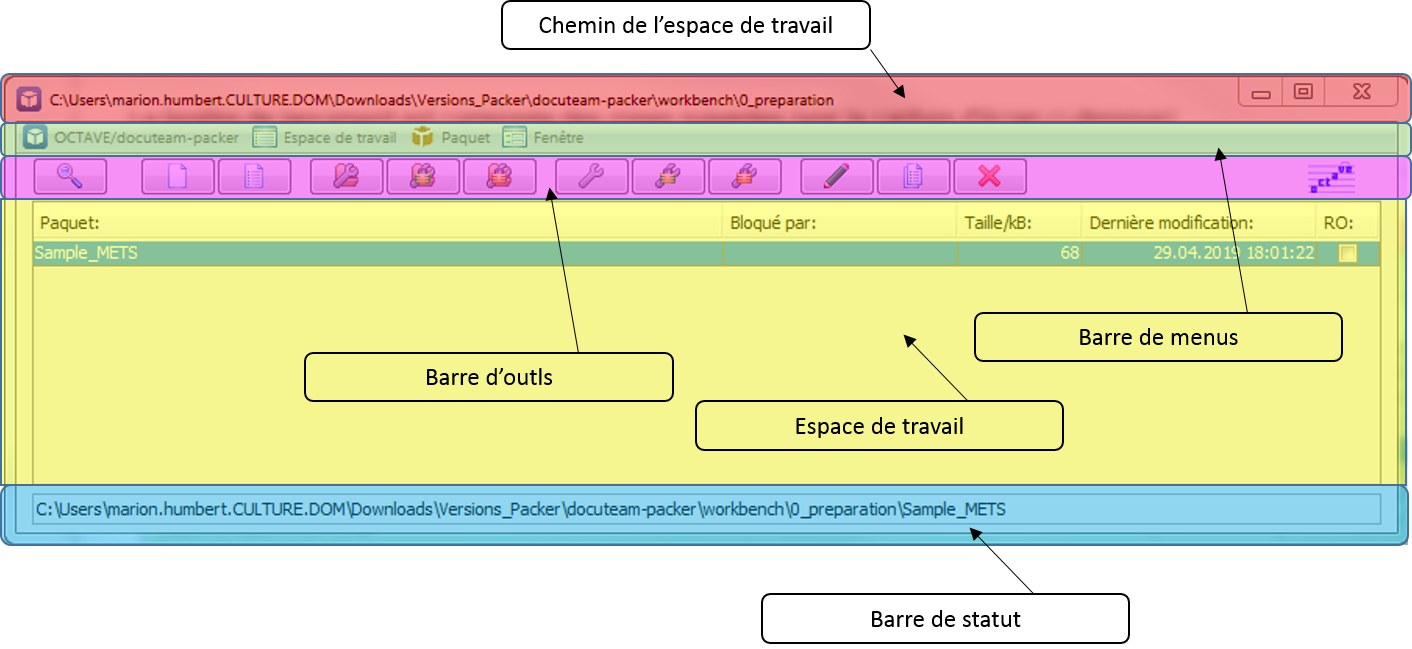 Chemin de l’espace de travail
C:\Users\marion.humbert.CULTURE.DOM\Downloads\Versions_Packer\docuteam-packer\workbench\0_preparation
OCTAVE/docuteam-packer Espace de travail Paquet Fenêtre
octave
Paquet: Bloqué par: Taille/kB: Dernière modification: RO:
Sample_METS 68 29.04.2019 18:01:22
Barre de menus
Barre d’outls
Espace de travail
C:\Users\marion.humbert.CULTURE.DOM\Downloads\Versions_Packer\docuteam-packer\workbench\0_preparation\Sample_METS
Barre de statut